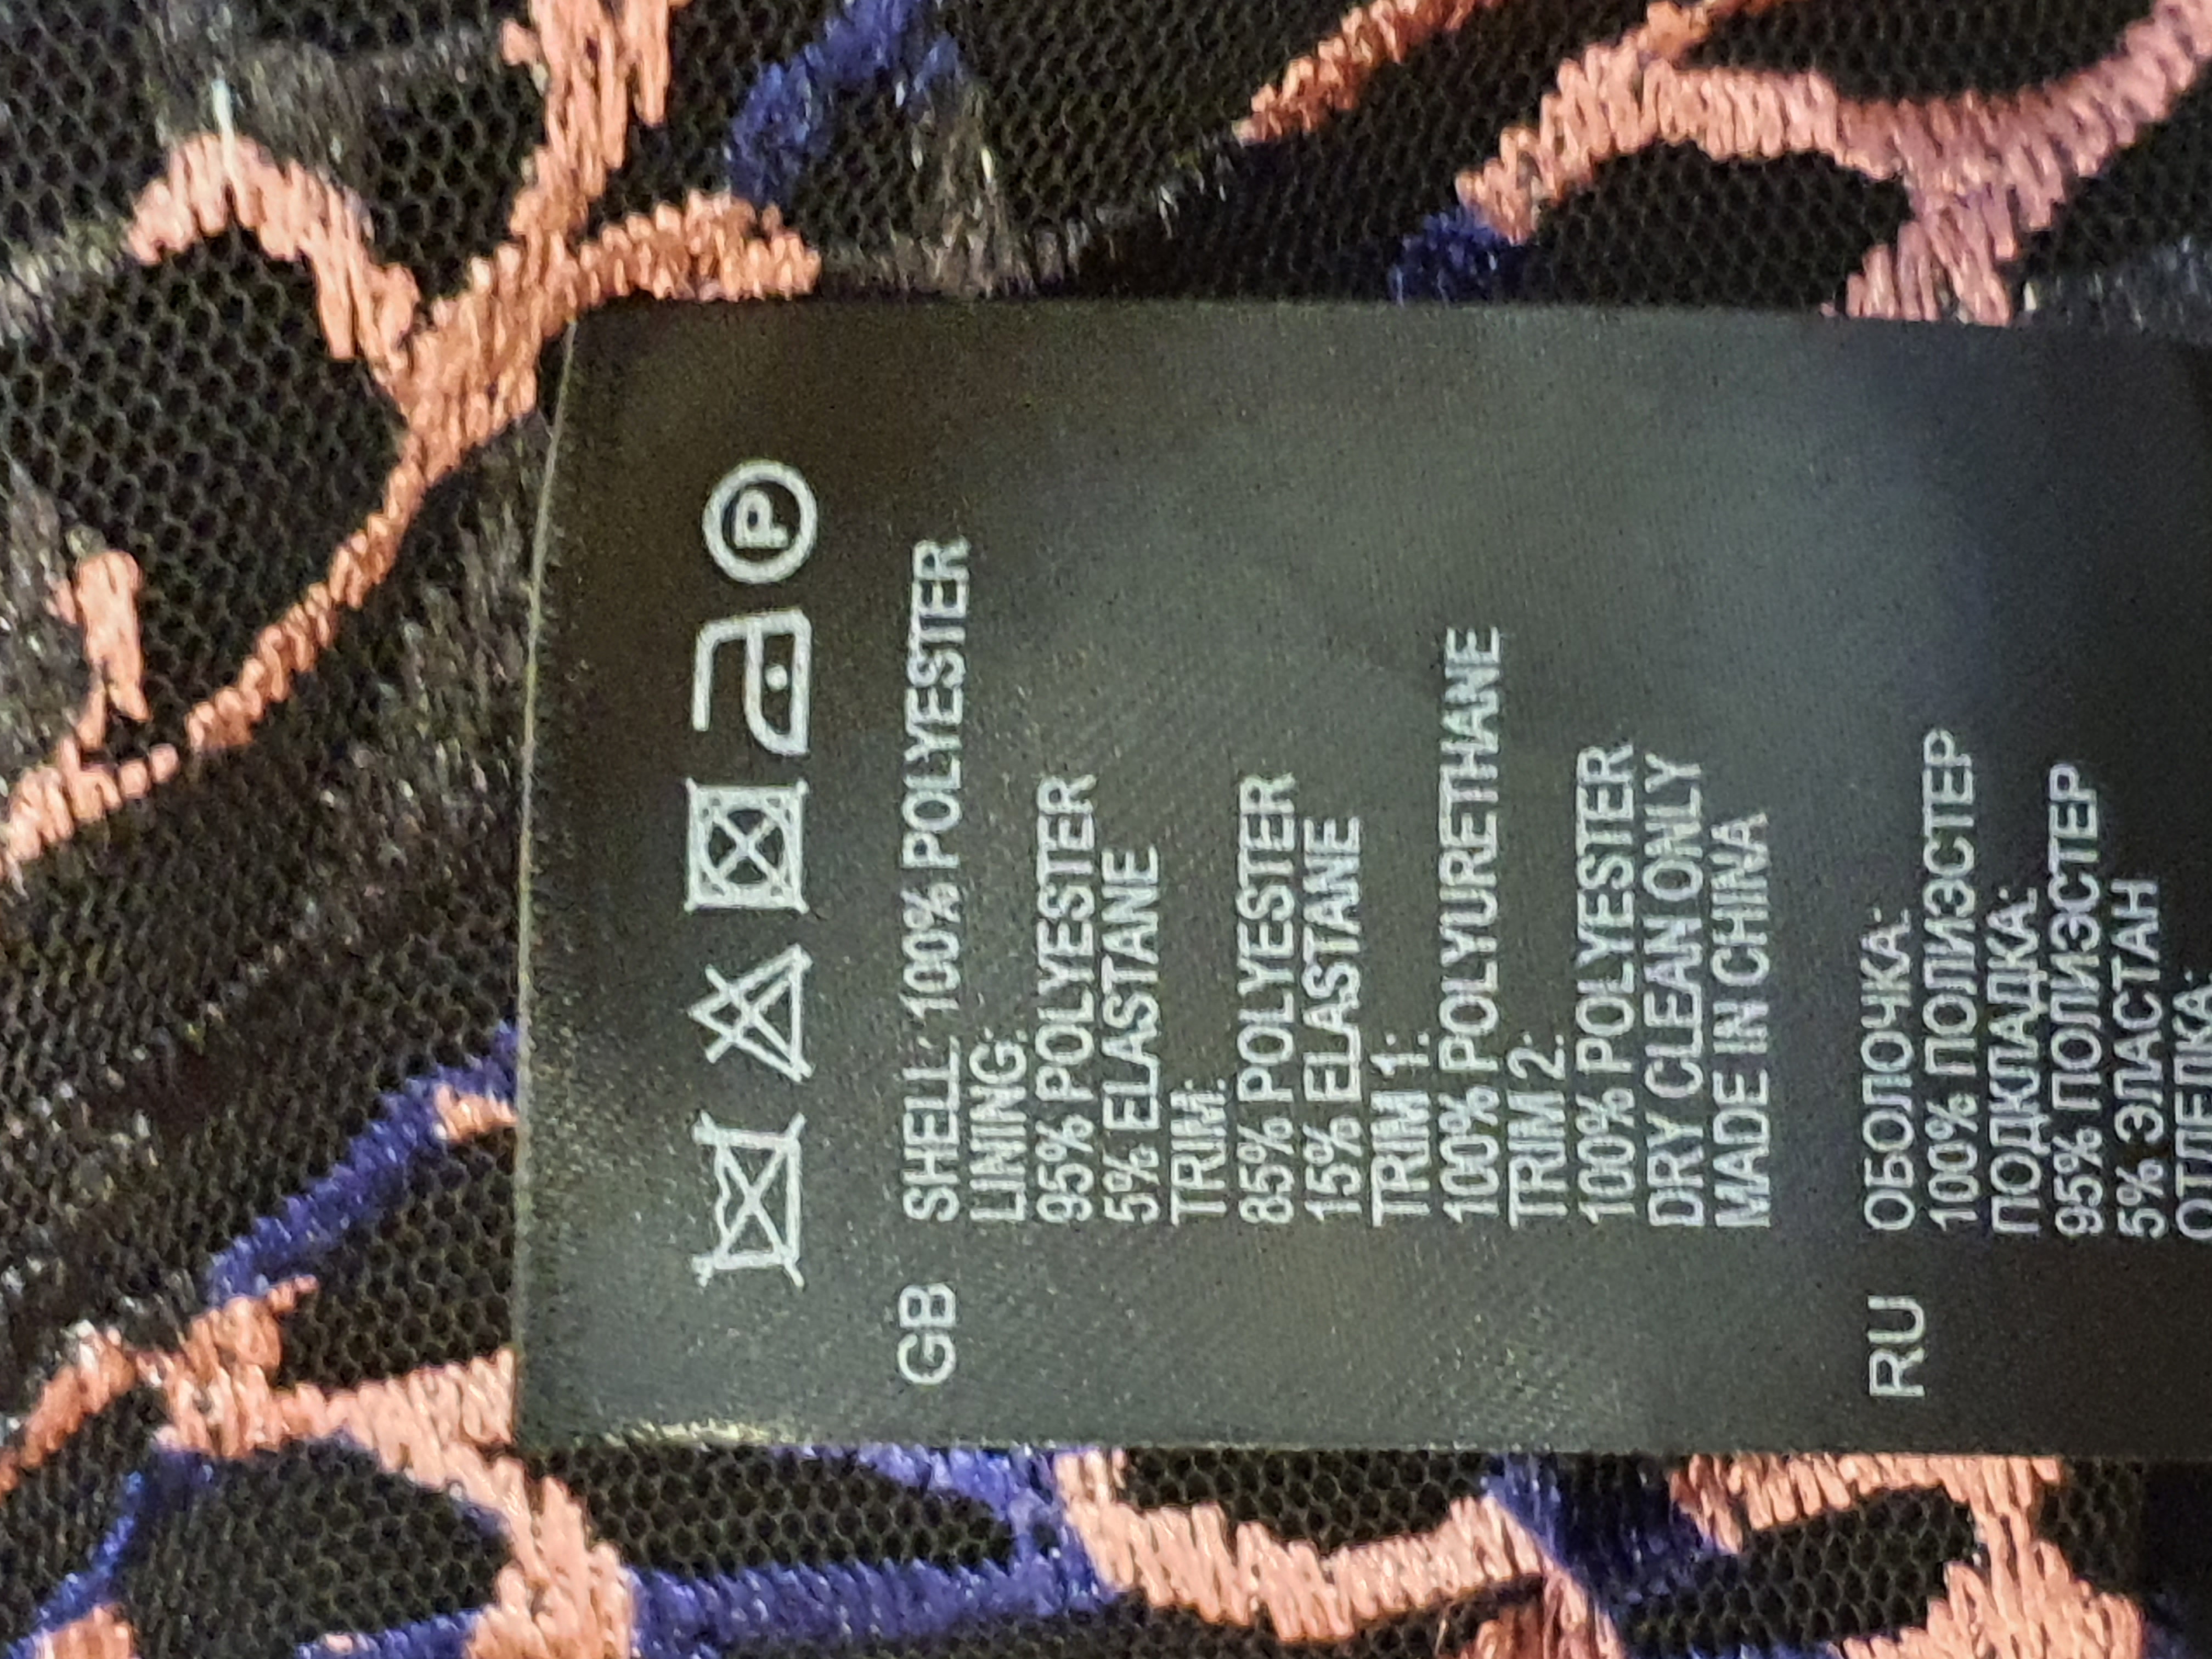 P
GB SHELL: 100% POLYESTER
LINING:
95% POLYESTER
5% ELASTANE
TRIM:
85% POLYESTER
15% ELASTANE
TRIM 1:
100% POLYURETHANE
TRIM 2:
100% POLYESTER
DRY CLEAN ONLY
MADE IN CHINA
RU ОБОЛОЧКА:
100% ПОЛИЭСТЕР
ПОДКЛАДКА:
95% ПОЛИЭСТЕР
5% ЭЛАСТАН
ОТДЕЛКА: